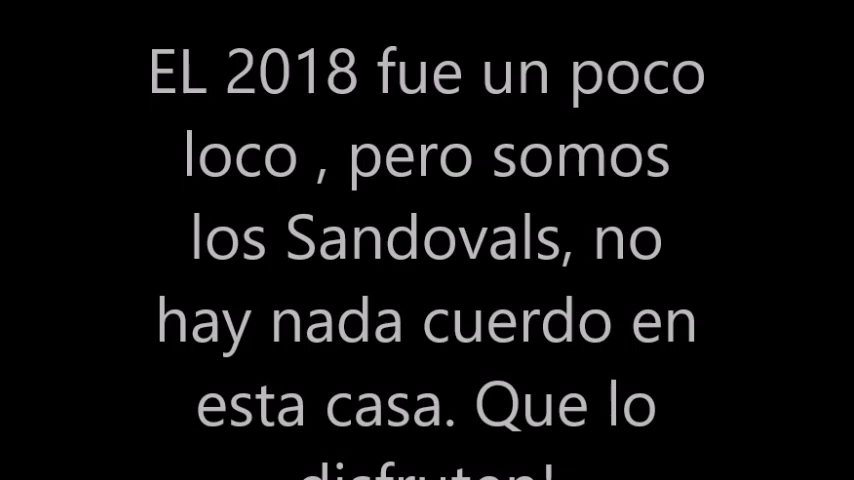 EL 2018 fue un poco
loco , pero somos
los Sandovals, no
hay nada cuerdo en
esta casa. Que lo
disfruten!